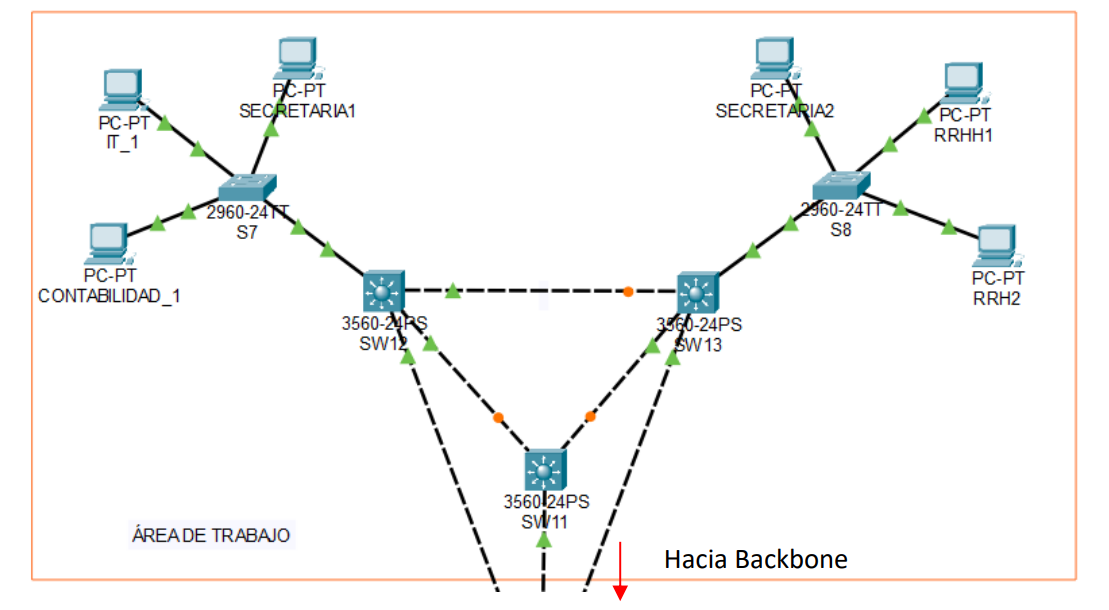 PC-PT
SECRETARIA1
PC-PT
IT_1
2960-24TT
S7
PC-PT
CONTABILIDAD_1
PC-PT
SECRETARIA2
PC-PT
RRHH1
2960-24TT
S8
PC-PT
RRH2
3560-24PS
SW12
3560-24PS
SW13
3560-24PS
SW11
ÁREA DE TRABAJO
Hacia Backbone